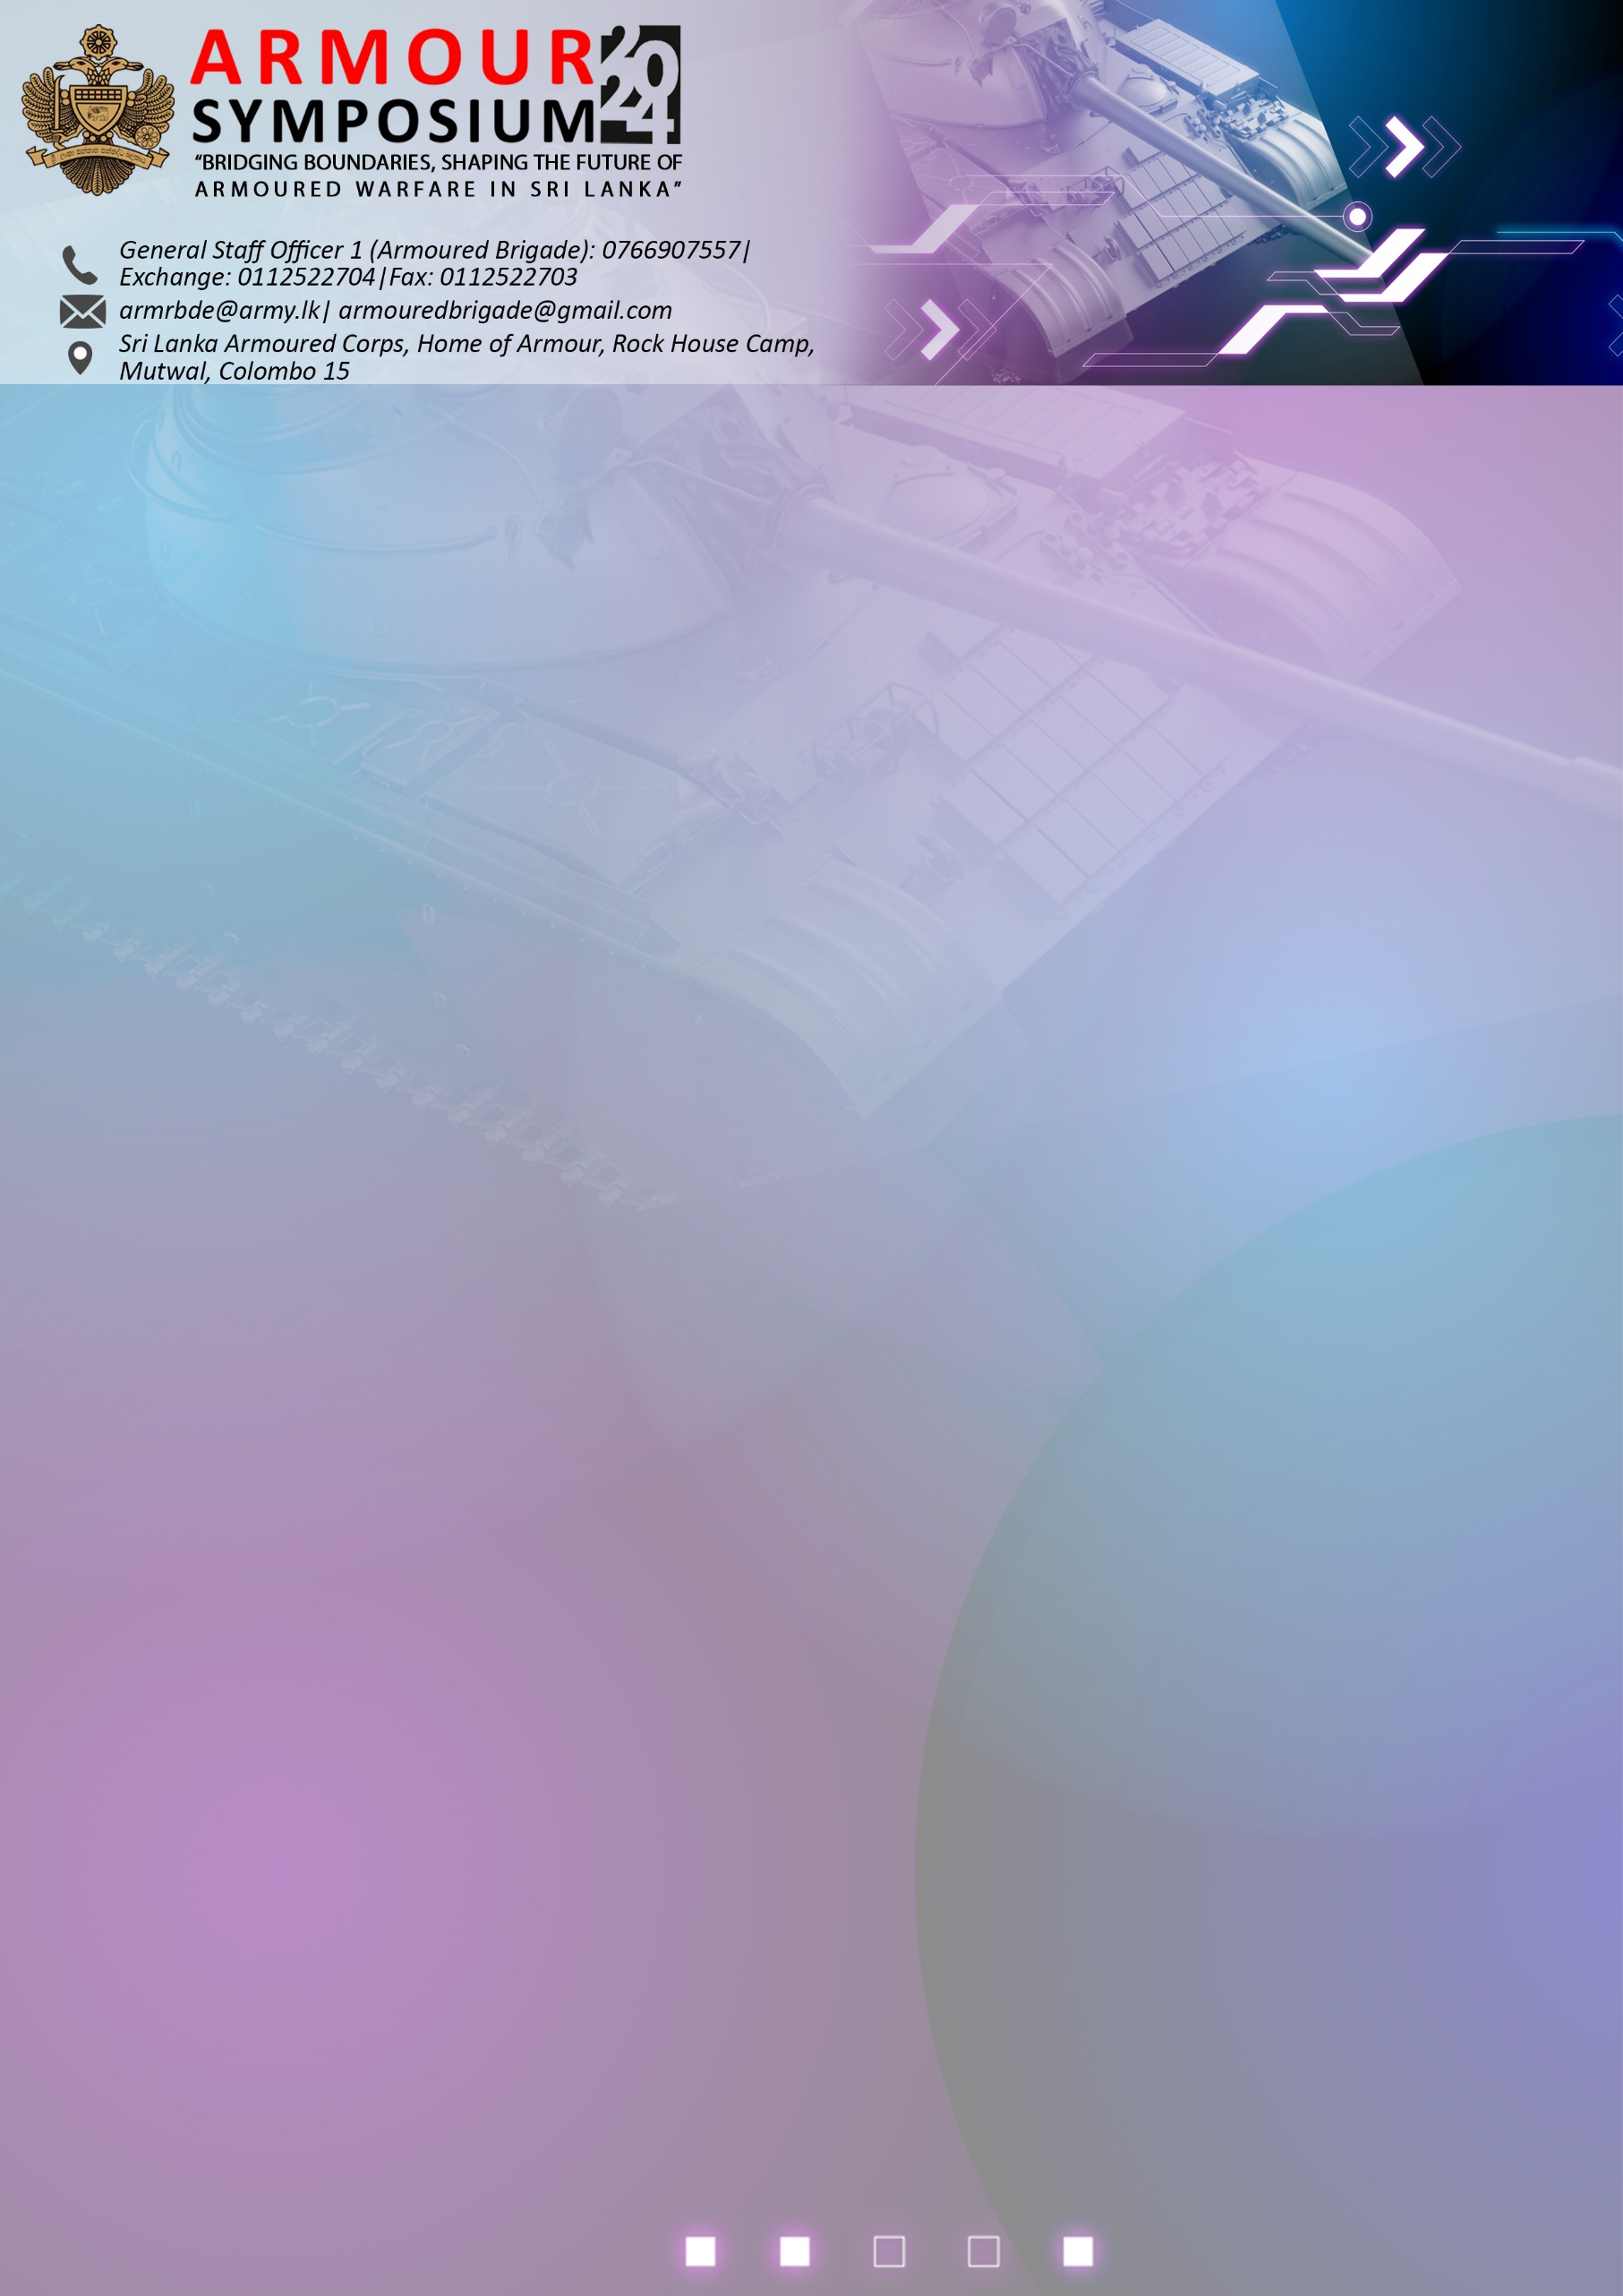 ARMOUR
SYMPOSIUM
2024
“BRIDGING BOUNDARIES, SHAPING THE FUTURE OF
ARMOURED WARFARE IN SRI LANKA”
General Staff Officer 1 (Armoured Brigade): 0766907557|
Exchange: 0112522704|Fax: 0112522703
armrbde@army.lk| armouredbrigade@gmail.com
Sri Lanka Armoured Corps, Home of Armour, Rock House Camp,
Mutwal, Colombo 15